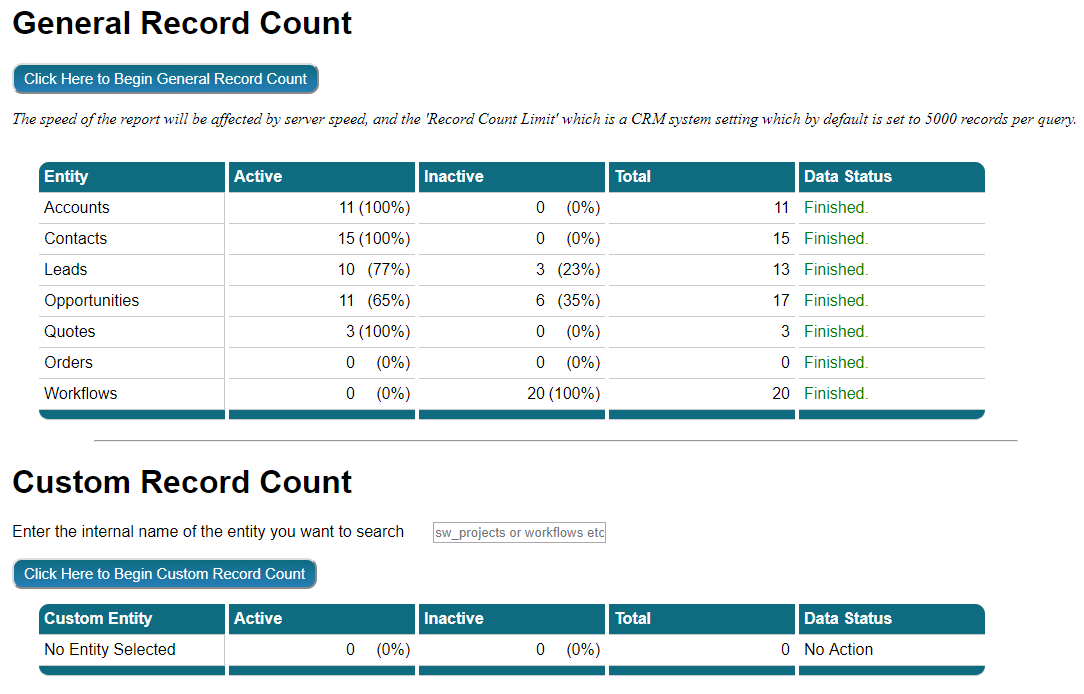 General Record Count
Click Here to Begin General Record Count
The speed of the report will be affected by server speed, and the 'Record Count Limit' which is a CRM system setting which by default is set to 5000 records per query.
Entity Active Inactive Total Data Status
Accounts 11 (100%) 0 (0%) 11 Finished.
Contacts 15 (100%) 0 (0%) 15 Finished.
Leads 10 (77%) 3 (23%) 13 Finished.
Opportunities 11 (65%) 6 (35%) 17 Finished.
Quotes 3 (100%) 0 (0%) 3 Finished.
Orders 0 (0%) 0 (0%) 0 Finished.
Workflows 0 (0%) 20 (100%) 20 Finished.
Custom Record Count
Enter the internal name of the entity you want to search sw_projects or workflows etc
Click Here to Begin Custom Record Count
Custom Entity Active Inactive Total Data Status
No Entity Selected 0 (0%) 0 (0%) 0 No Action